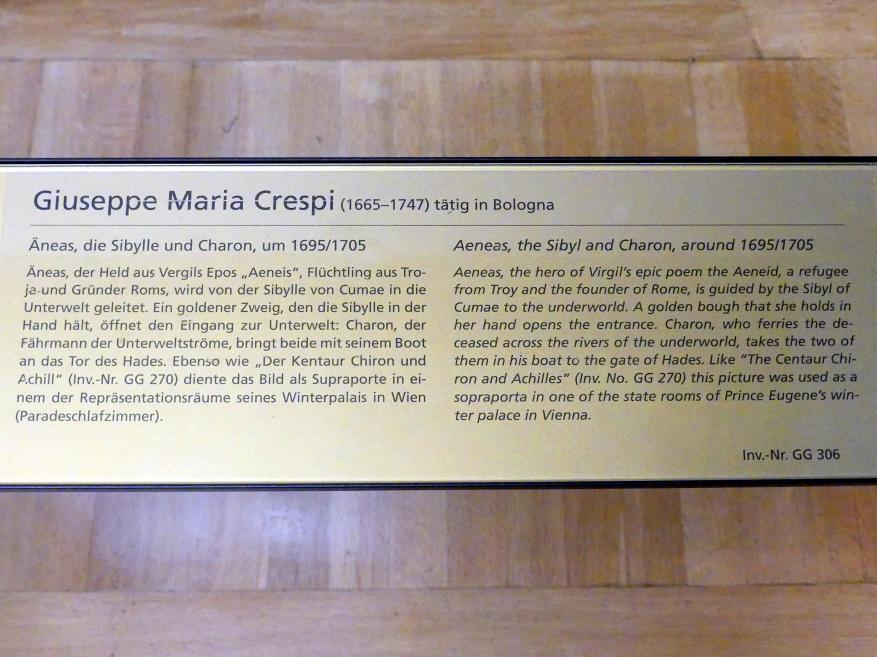 Giuseppe Maria Crespi (1665–1747) tätig in Bologna
Äneas, die Sibylle und Charon, um 1695/1705
Äneas, der Held aus Vergils Epos „Aeneis“, Flüchtling aus Tro-
ja und Gründer Roms, wird von der Sibylle von Cumae in die
Unterwelt geleitet. Ein goldener Zweig, den die Sibylle in der
Hand hält, öffnet den Eingang zur Unterwelt: Charon, der
Fährmann der Unterweltströme, bringt beide mit seinem Boot
an das Tor des Hades. Ebenso wie „Der Kentaur Chiron und
Achill“ (Inv.-Nr. GG 270) diente das Bild als Supraporte in ei-
nem der Repräsentationsräume seines Winterpalais in Wien
(Paradeschlafzimmer).
Aeneas, the Sibyl and Charon, around 1695/1705
Aeneas, the hero of Virgil's epic poem the Aeneid, a refugee
from Troy and the founder of Rome, is guided by the Sibyl of
Cumae to the underworld. A golden bough that she holds in
her hand opens the entrance. Charon, who ferries the de-
ceased across the rivers of the underworld, takes the two of
them in his boat to the gate of Hades. Like “The Centaur Chi-
ron and Achilles” (Inv. No. GG 270) this picture was used as a
sopraporta in one of the state rooms of Prince Eugene's win-
ter palace in Vienna.
Inv.-Nr. GG 306